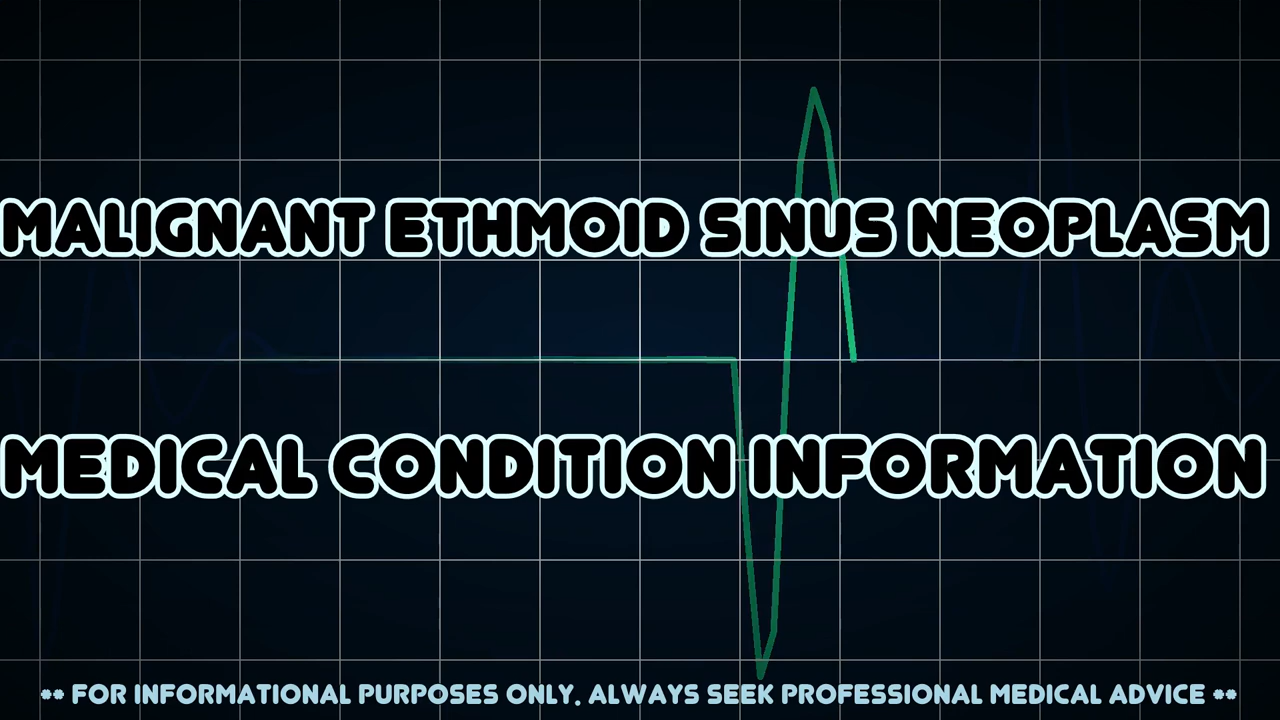 MALIGNANT ETHMOID SINUS NEOPLASM
MEDICAL CONDITION INFORMATION
** FOR INFORMATIONAL PURPOSES ONLY. ALWAYS SEEK PROFESSIONAL MEDICAL ADVICE **